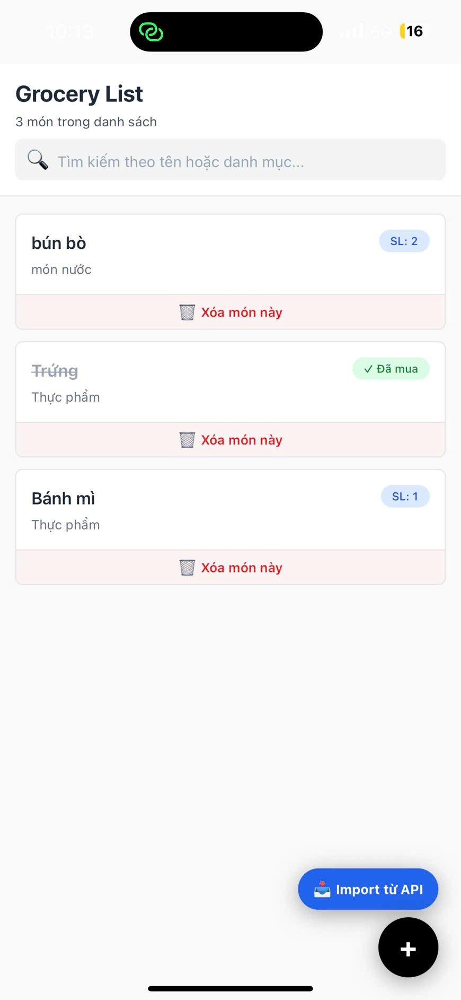 10:13
5G
16
Grocery List
3 món trong danh sách
Tìm kiếm theo tên hoặc danh mục...
bún bò
SL: 2
món nước
Xóa món này
Trứng
✓ Đã mua
Thực phẩm
Xóa món này
Bánh mì
SL: 1
Thực phẩm
Xóa món này
Import từ API
+